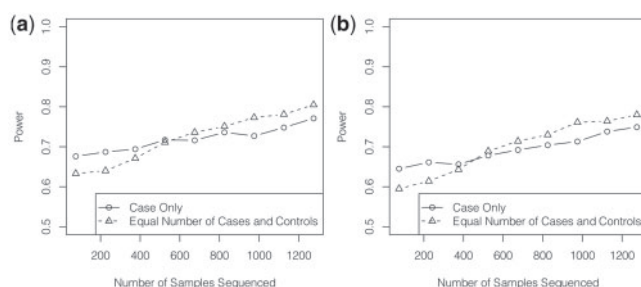 (a)
Power
1.0
0.9
0.8
0.7
0.6
0.5
Case Only
Equal Number of Cases and Controls
200 400 600 800 1000 1200
Number of Samples Sequenced
(b)
Power
1.0
0.9
0.8
0.7
0.6
0.5
Case Only
Equal Number of Cases and Controls
200 400 600 800 1000 1200
Number of Samples Sequenced